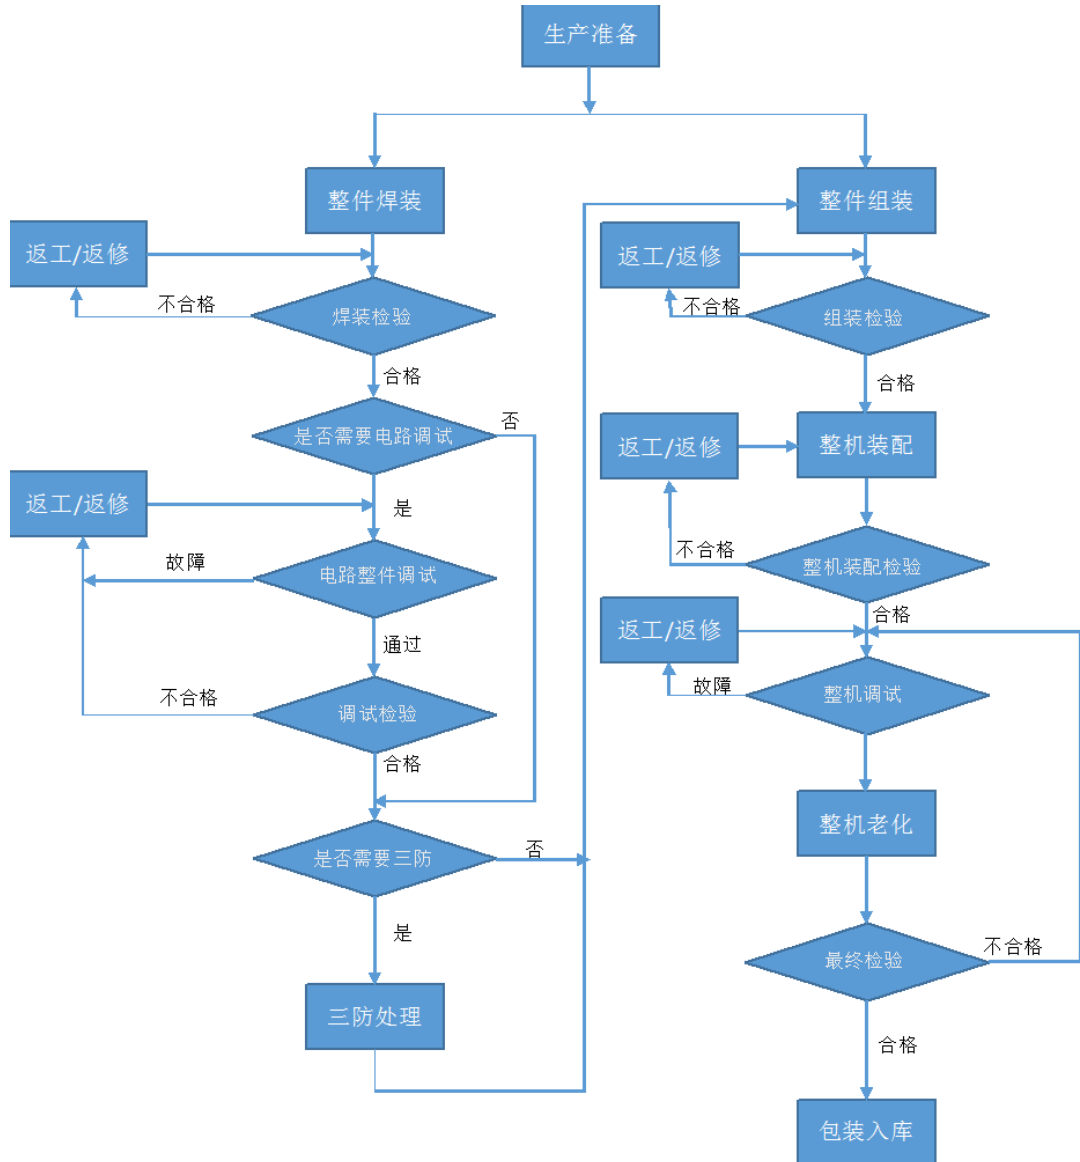 生产准备
整件焊装
返工/返修
不合格
焊装检验
合格
是否需要电路调试
否
返工/返修
是
故障
电路整件调试
通过
不合格
调试检验
合格
是否需要三防
否
是
三防处理
整件组装
返工/返修
不合格
组装检验
合格
返工/返修
整机装配
不合格
整机装配检验
合格
返工/返修
故障
整机调试
整机老化
最终检验
不合格
合格
包装入库